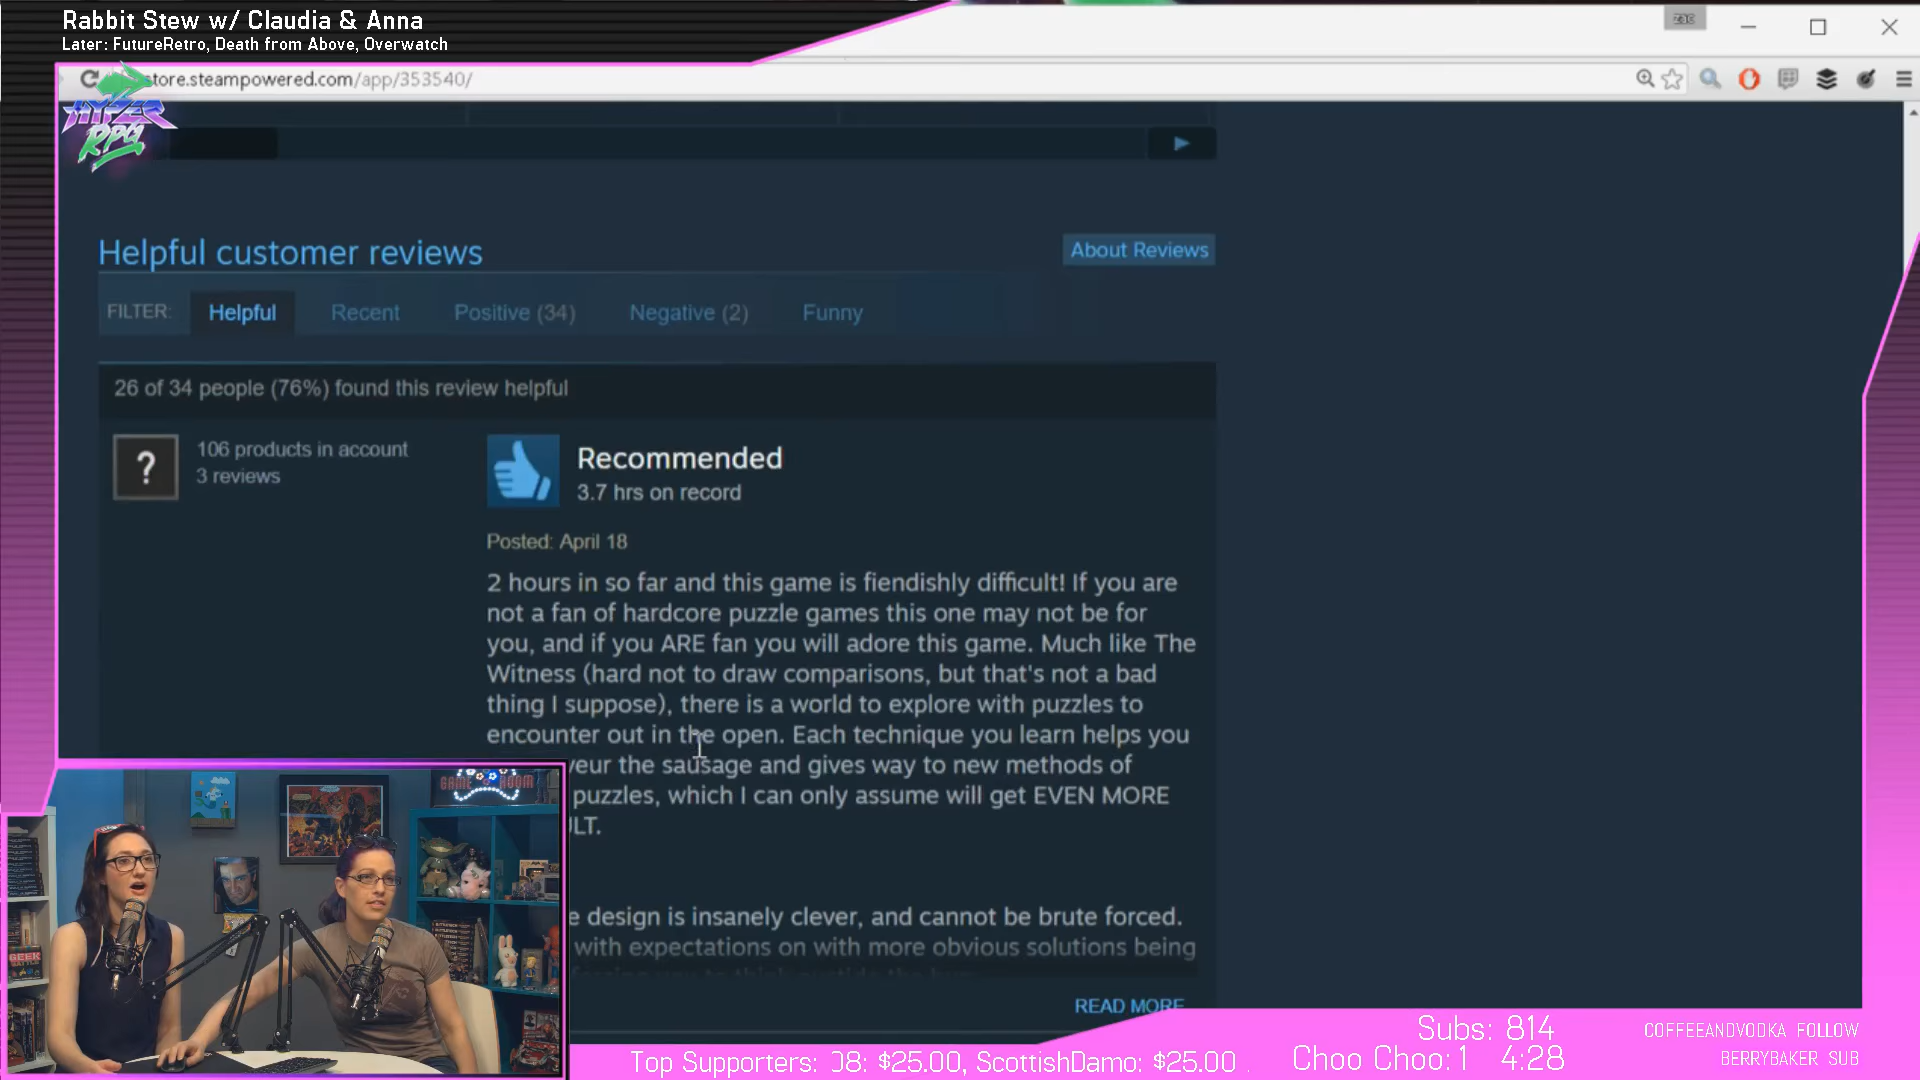 Rabbit Stew w/ Claudia & Anna
Later: FutureRetro, Death from Above, Overwatch
zac
store.steampowered.com/app/353540/
HYPER
RPG
Helpful customer reviews
About Reviews
FILTER: Helpful Recent Positive (34) Negative (2) Funny
26 of 34 people (76%) found this review helpful
?
106 products in account
3 reviews
Recommended
3.7 hrs on record
Posted: April 18
2 hours in so far and this game is fiendishly difficult! If you are
not a fan of hardcore puzzle games this one may not be for
you, and if you ARE fan you will adore this game. Much like The
Witness (hard not to draw comparisons, but that's not a bad
thing I suppose), there is a world to explore with puzzles to
encounter out in the open. Each technique you learn helps you
veur the sausage and gives way to new methods of
puzzles, which I can only assume will get EVEN MORE
LT.
e design is insanely clever, and cannot be brute forced.
with expectations on with more obvious solutions being
READ MORE
GAME ROOM
GEEK
Subs: 814
Choo Choo: 1 4:28
COFFEEANDVODKA FOLLOW
BERRYBAKER SUB
Top Supporters: 08: $25.00, ScottishDamo: $25.00